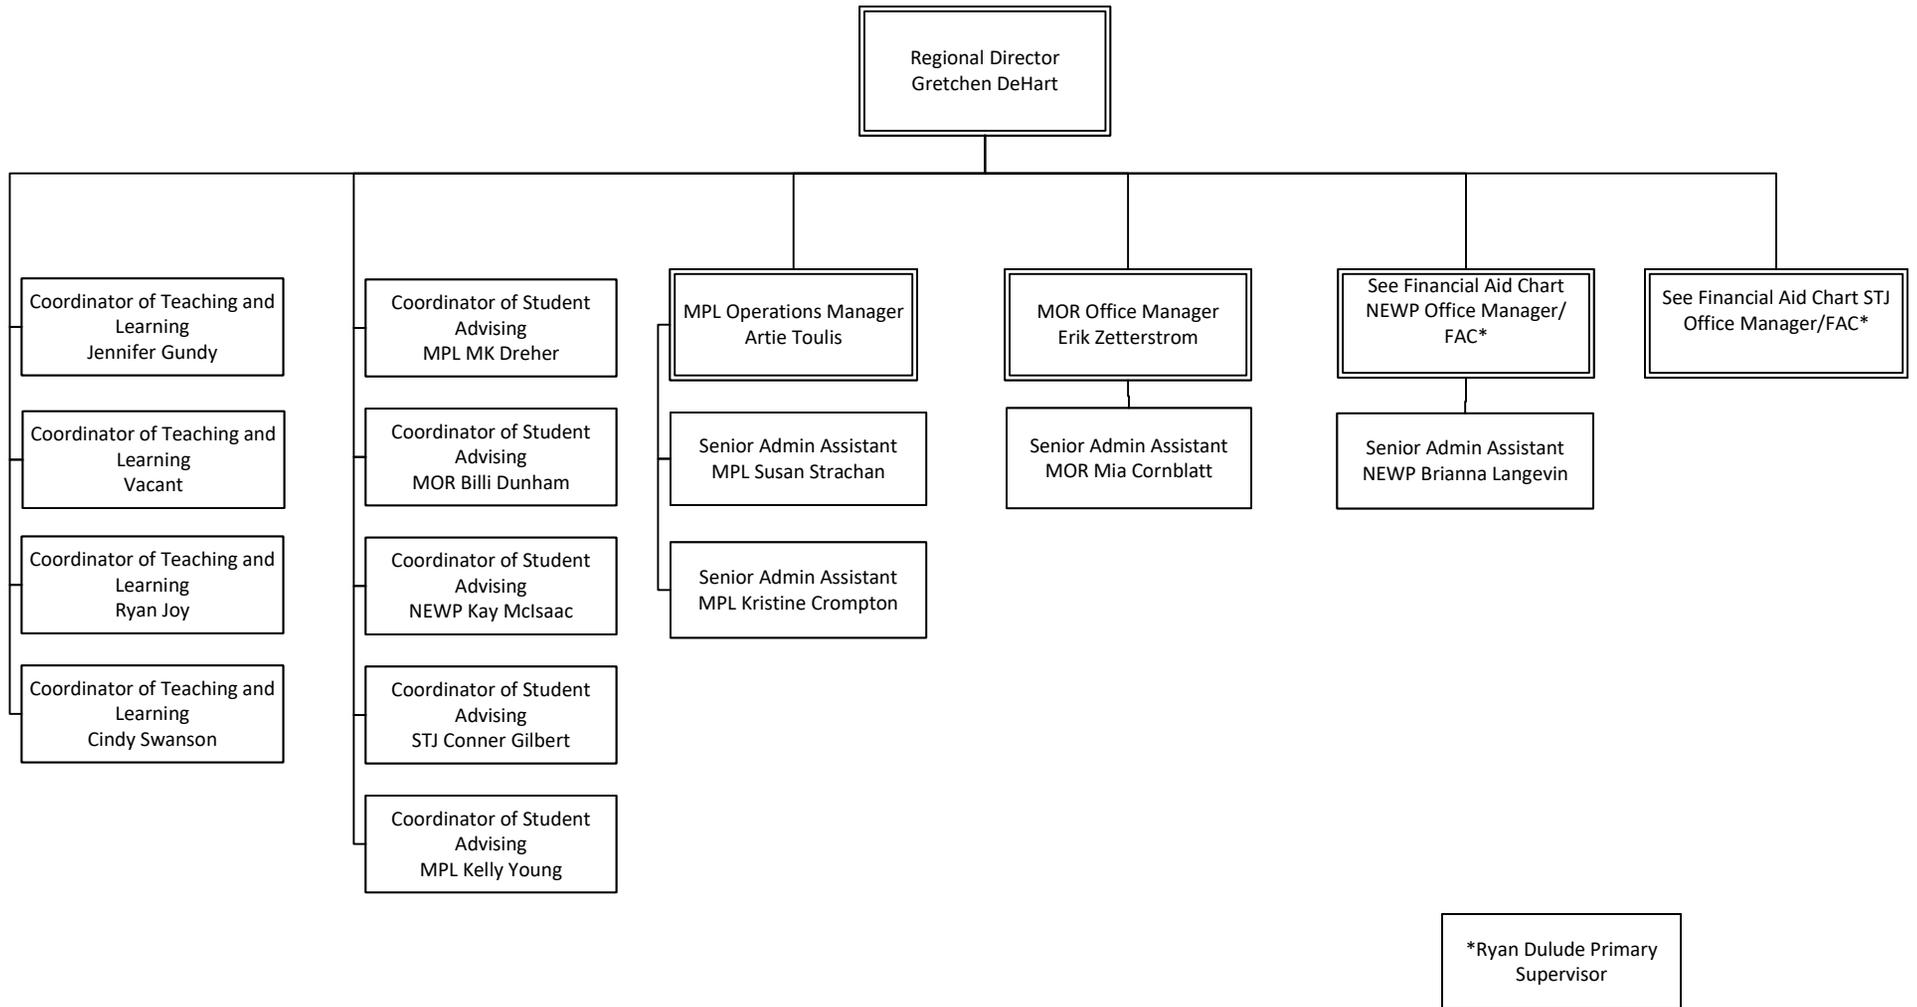 Regional Director
Gretchen DeHart
Coordinator of Teaching and
Learning
Jennifer Gundy
Coordinator of Teaching and
Learning
Vacant
Coordinator of Teaching and
Learning
Ryan Joy
Coordinator of Teaching and
Learning
Cindy Swanson
Coordinator of Student
Advising
MPL MK Dreher
Coordinator of Student
Advising
MOR Billi Dunham
Coordinator of Student
Advising
NEWP Kay McIsaac
Coordinator of Student
Advising
STJ Conner Gilbert
Coordinator of Student
Advising
MPL Kelly Young
MPL Operations Manager
Artie Toulis
Senior Admin Assistant
MPL Susan Strachan
Senior Admin Assistant
MPL Kristine Crompton
MOR Office Manager
Erik Zetterstrom
Senior Admin Assistant
MOR Mia Cornblatt
See Financial Aid Chart
NEWP Office Manager/
FAC*
Senior Admin Assistant
NEWP Brianna Langevin
See Financial Aid Chart STJ
Office Manager/FAC*
*Ryan Dulude Primary
Supervisor